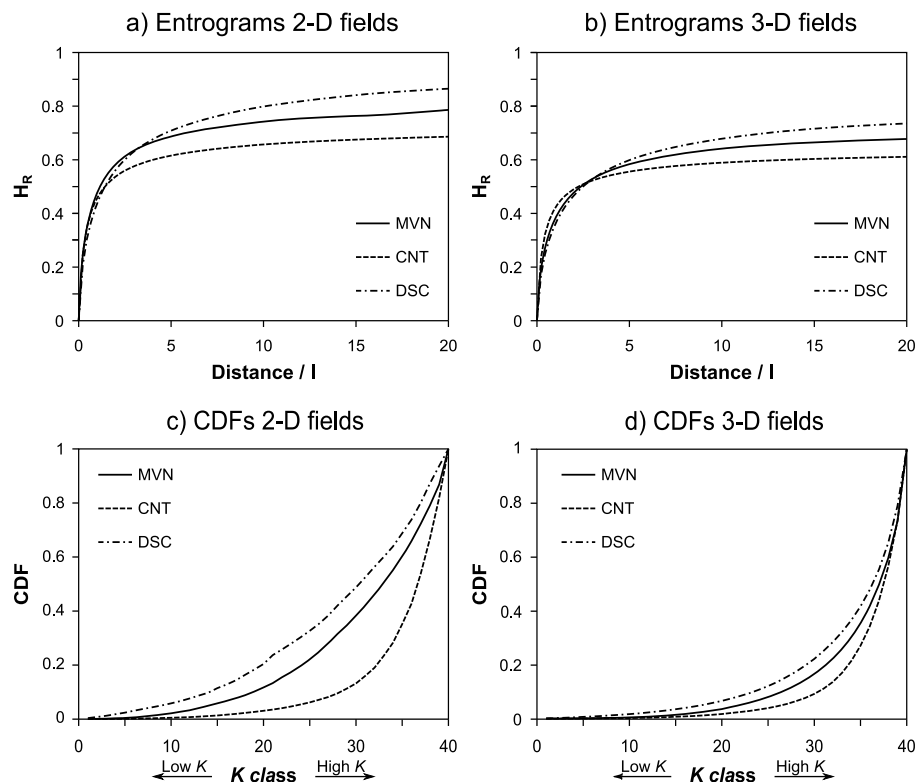 a) Entrograms 2-D fields
1
0.8
0.6
0.4
0.2
0
H_R
MVN
CNT
DSC
0 5 10 15 20
Distance / I
b) Entrograms 3-D fields
1
0.8
0.6
0.4
0.2
0
H_R
MVN
CNT
DSC
0 5 10 15 20
Distance / I
c) CDFs 2-D fields
1
0.8
0.6
0.4
0.2
0
CDF
MVN
CNT
DSC
0 10 20 30 40
Low K K class High K
d) CDFs 3-D fields
1
0.8
0.6
0.4
0.2
0
CDF
MVN
CNT
DSC
0 10 20 30 40
Low K K class High K